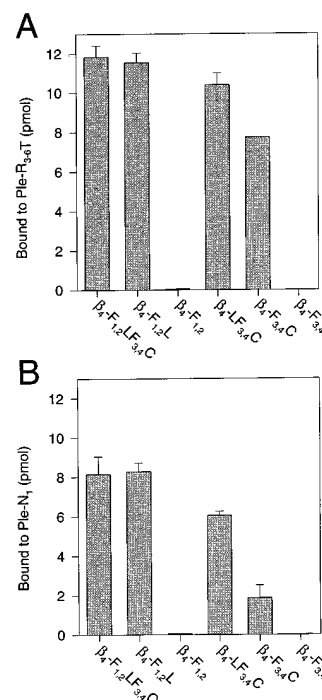 A
Bound to Ple-R3-6T (pmol)
12
10
8
6
4
2
0
β4-F1,2LF3,4C
β4-F1,2L
β4-F1,2
β4-LF3,4C
β4-F3,4C
β4-F3,4
B
Bound to Ple-N1 (pmol)
12
10
8
6
4
2
0
β4-F1,2LF3,4C
β4-F1,2L
β4-F1,2
β4-LF3,4C
β4-F3,4C